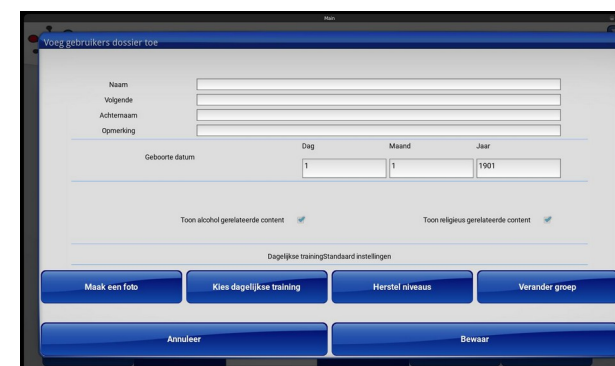 Main
Voeg gebruikers dossier toe
Naam
Volgende
Achternaam
Opmerking
Dag Maand Jaar
Geboorte datum
1 1 1901
Toon alcohol gerelateerde content Toon religieus gerelateerde content
Dagelijkse trainingStandaard instellingen
Maak een foto Kies dagelijkse training Herstel niveaus Verander groep
Annuleer Bewaar